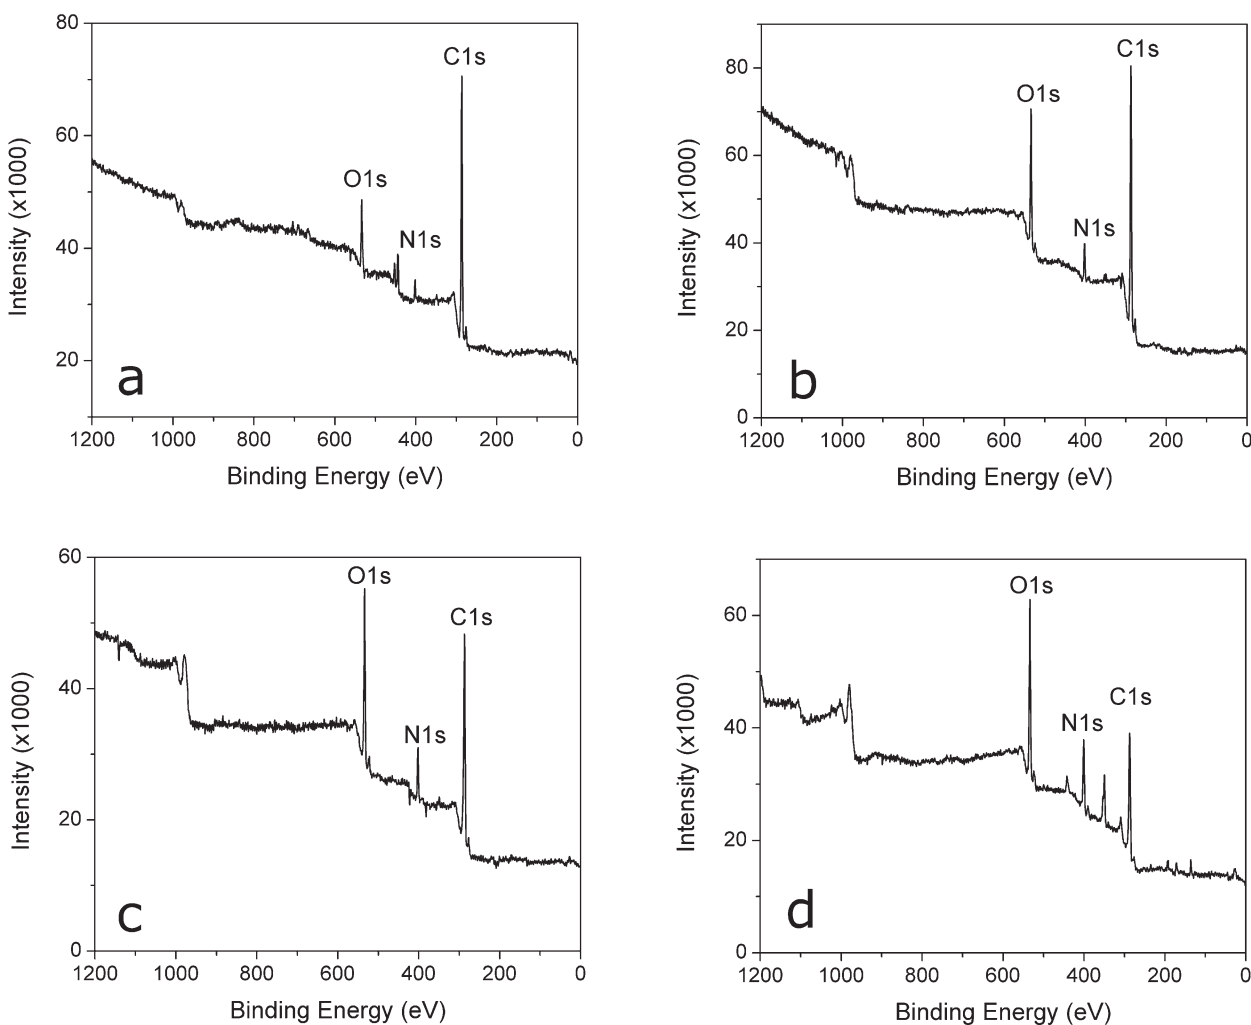 80
60
40
20
Intensity (x1000)
C1s
O1s
N1s
a
1200 1000 800 600 400 200 0
Binding Energy (eV)
80
60
40
20
0
Intensity (x1000)
C1s
O1s
N1s
b
1200 1000 800 600 400 200 0
Binding Energy (eV)
60
40
20
0
Intensity (x1000)
O1s
C1s
N1s
c
1200 1000 800 600 400 200 0
Binding Energy (eV)
60
40
20
0
Intensity (x1000)
O1s
C1s
N1s
d
1200 1000 800 600 400 200 0
Binding Energy (eV)